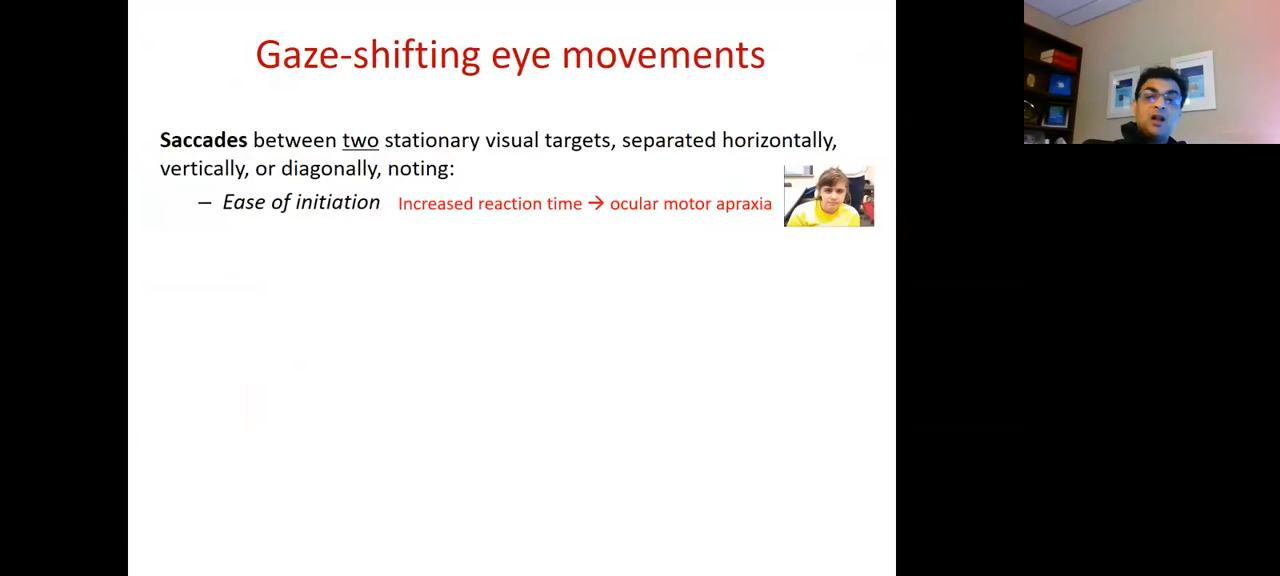 Gaze-shifting eye movements
Saccades between two stationary visual targets, separated horizontally,
vertically, or diagonally, noting:
– Ease of initiation Increased reaction time → ocular motor apraxia